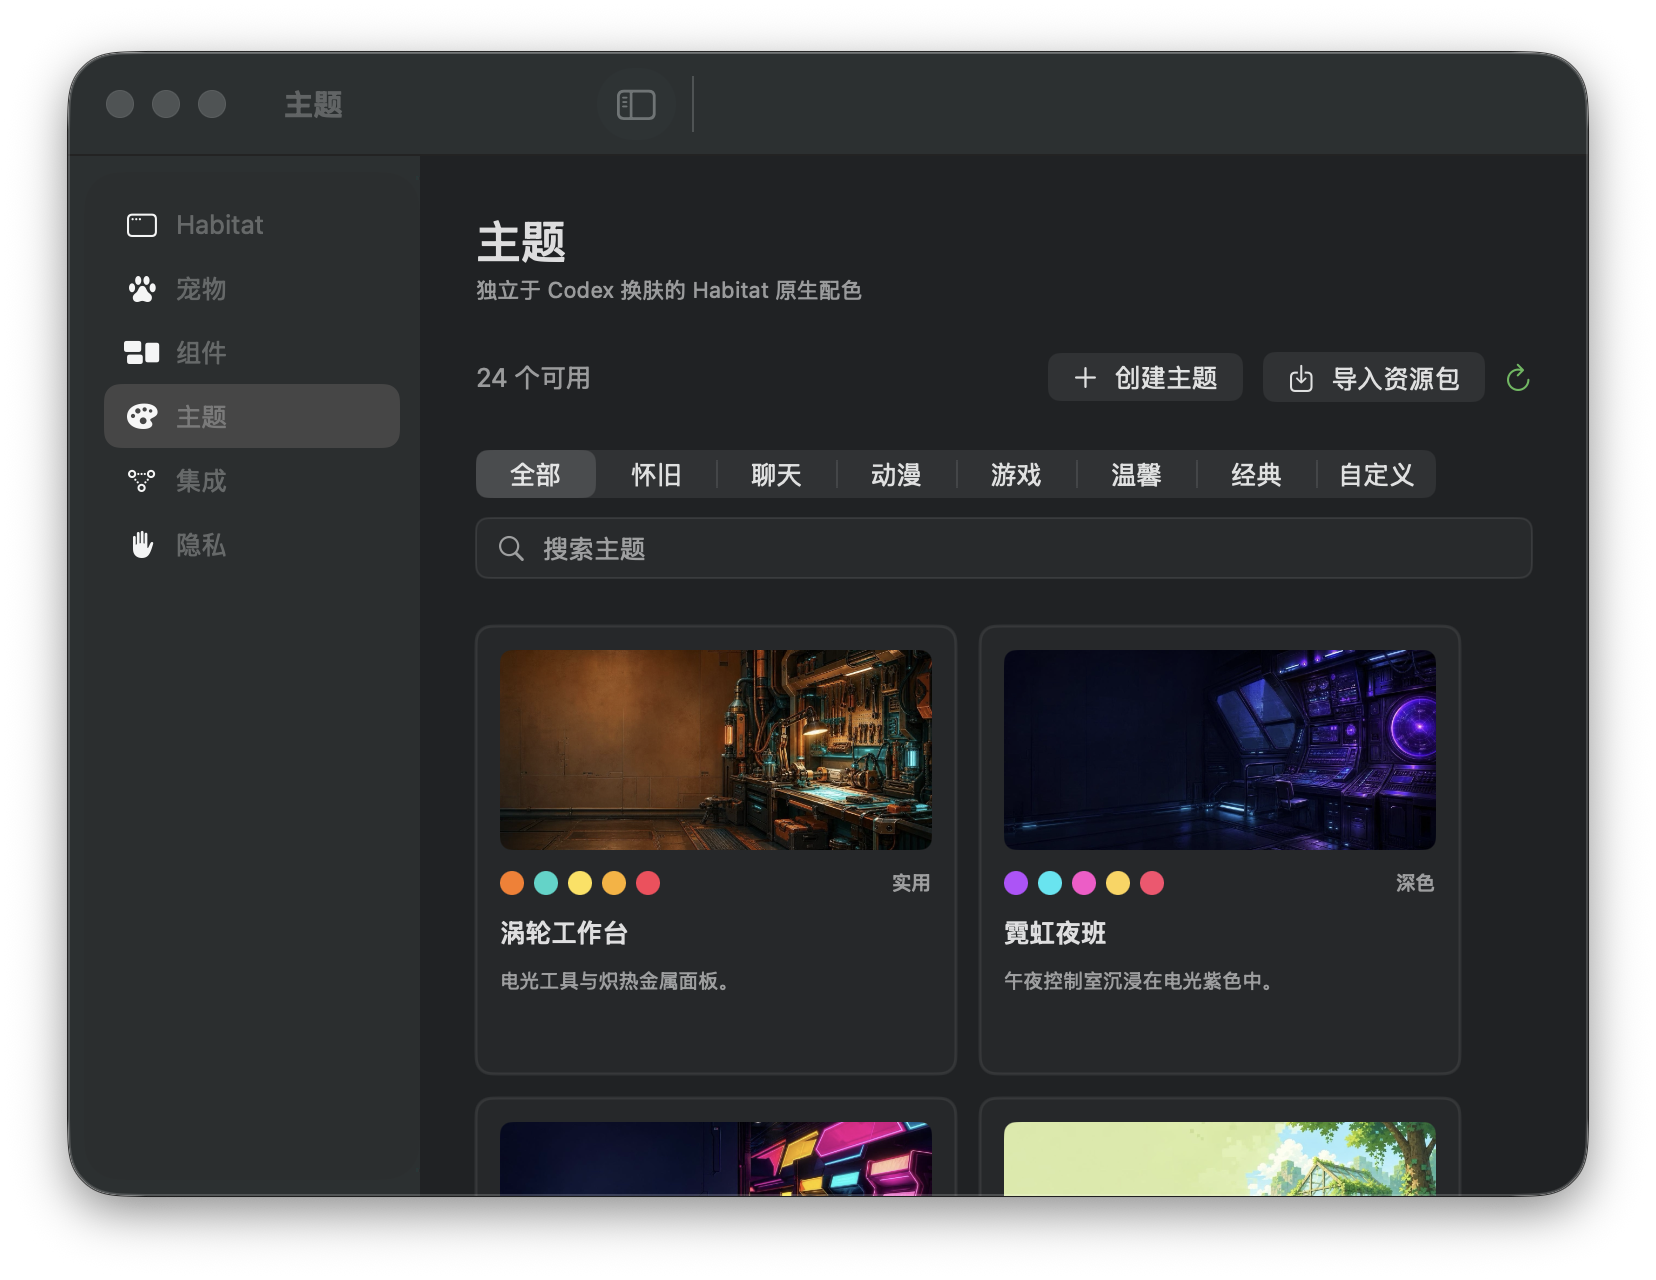 主题
Habitat
宠物
组件
主题
集成
隐私
主题
独立于 Codex 换肤的 Habitat 原生配色
24 个可用
创建主题
导入资源包
全部 怀旧 聊天 动漫 游戏 温馨 经典 自定义
搜索主题
实用
涡轮工作台
电光工具与炽热金属面板。
深色
霓虹夜班
午夜控制室沉浸在电光紫色中。